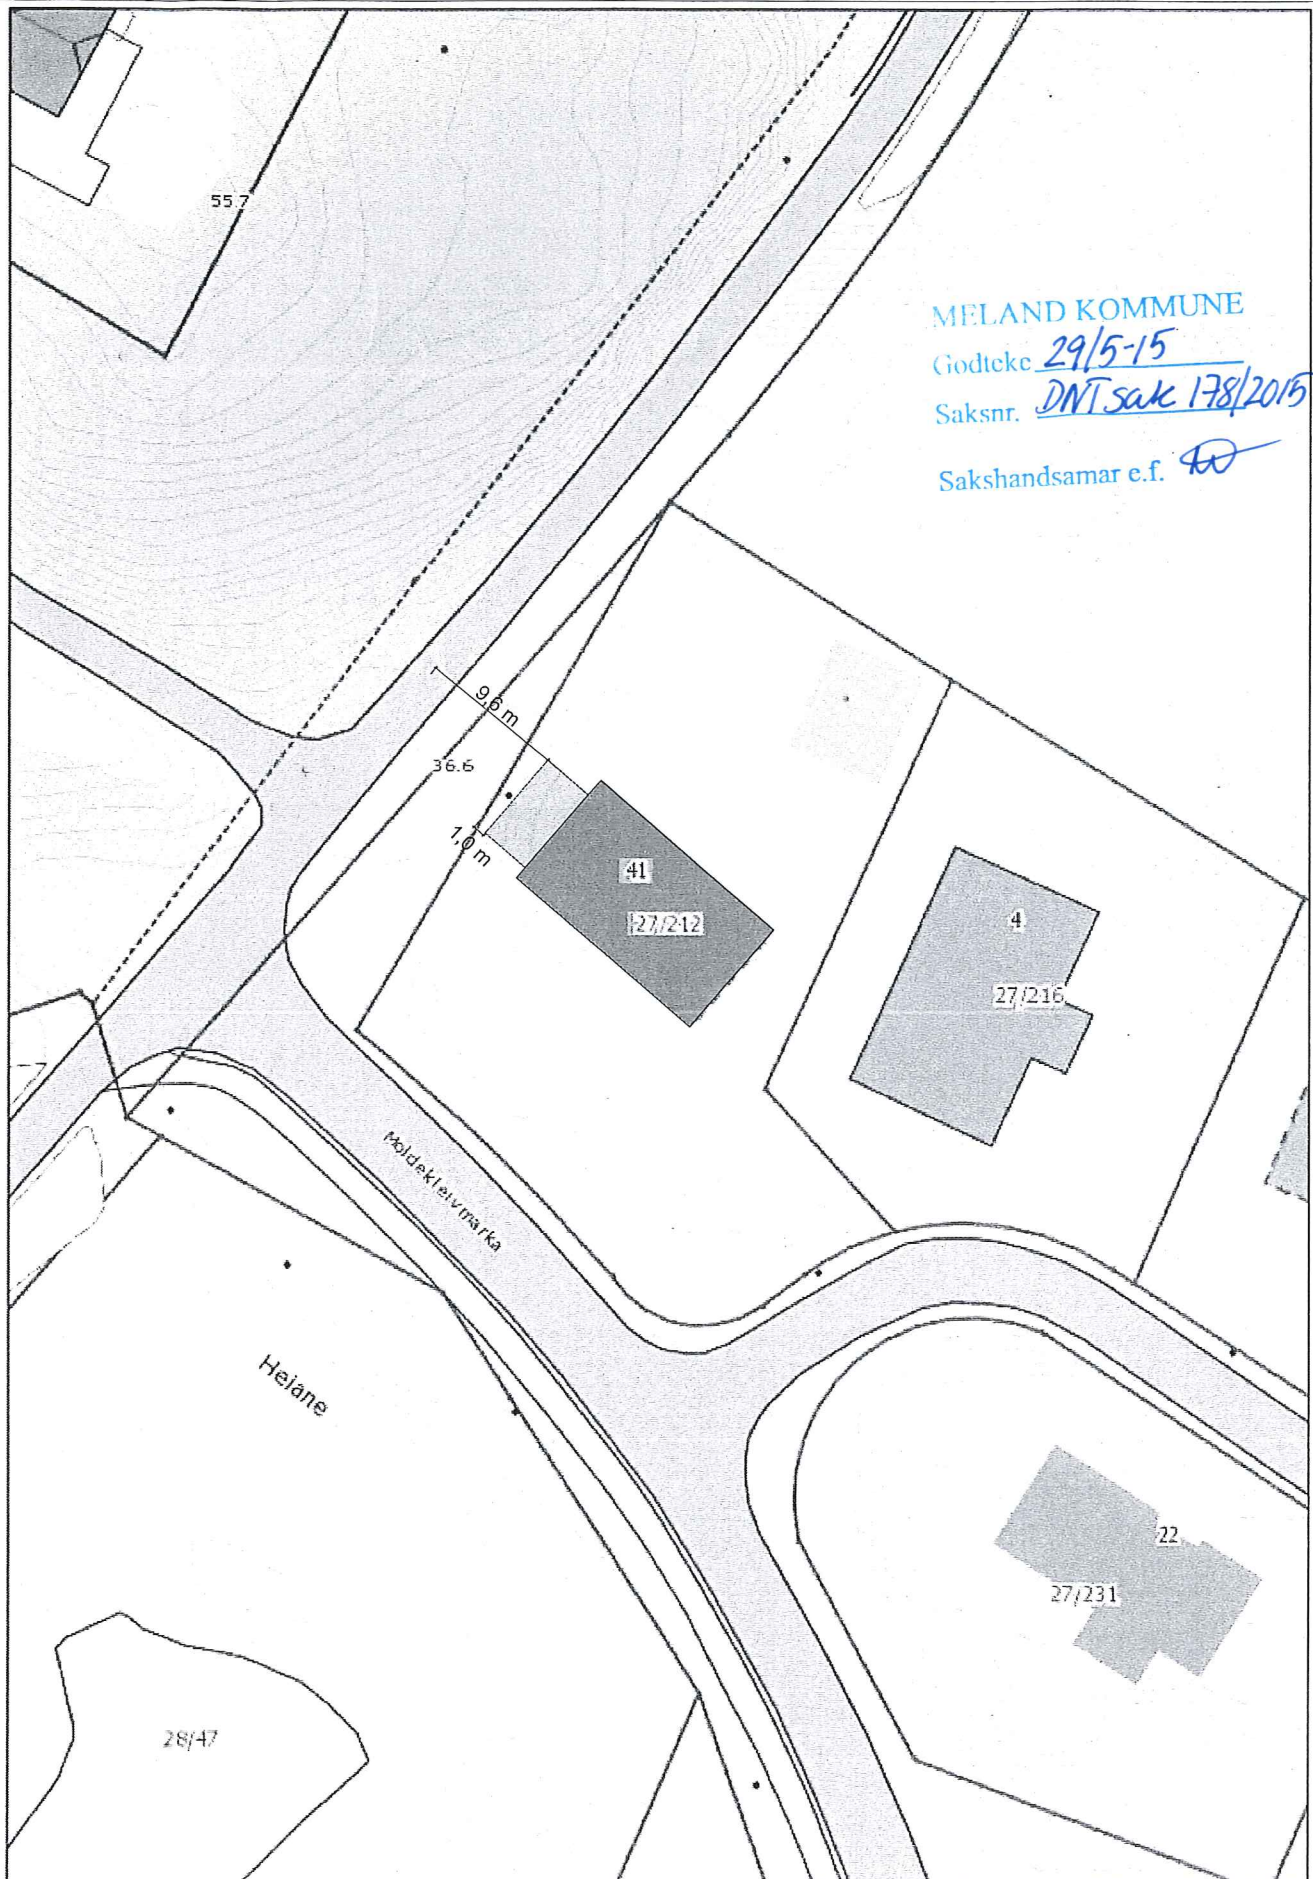 55.7
MELAND KOMMUNE
Godteke 29/5-15
Saksnr. DNT sak 178/2015
Sakshandsamar e.f.
9,6 m
36.6
1,0 m
41
27/212
4
27/216
Moldekleivmarka
Heiane
22
27/231
28/47